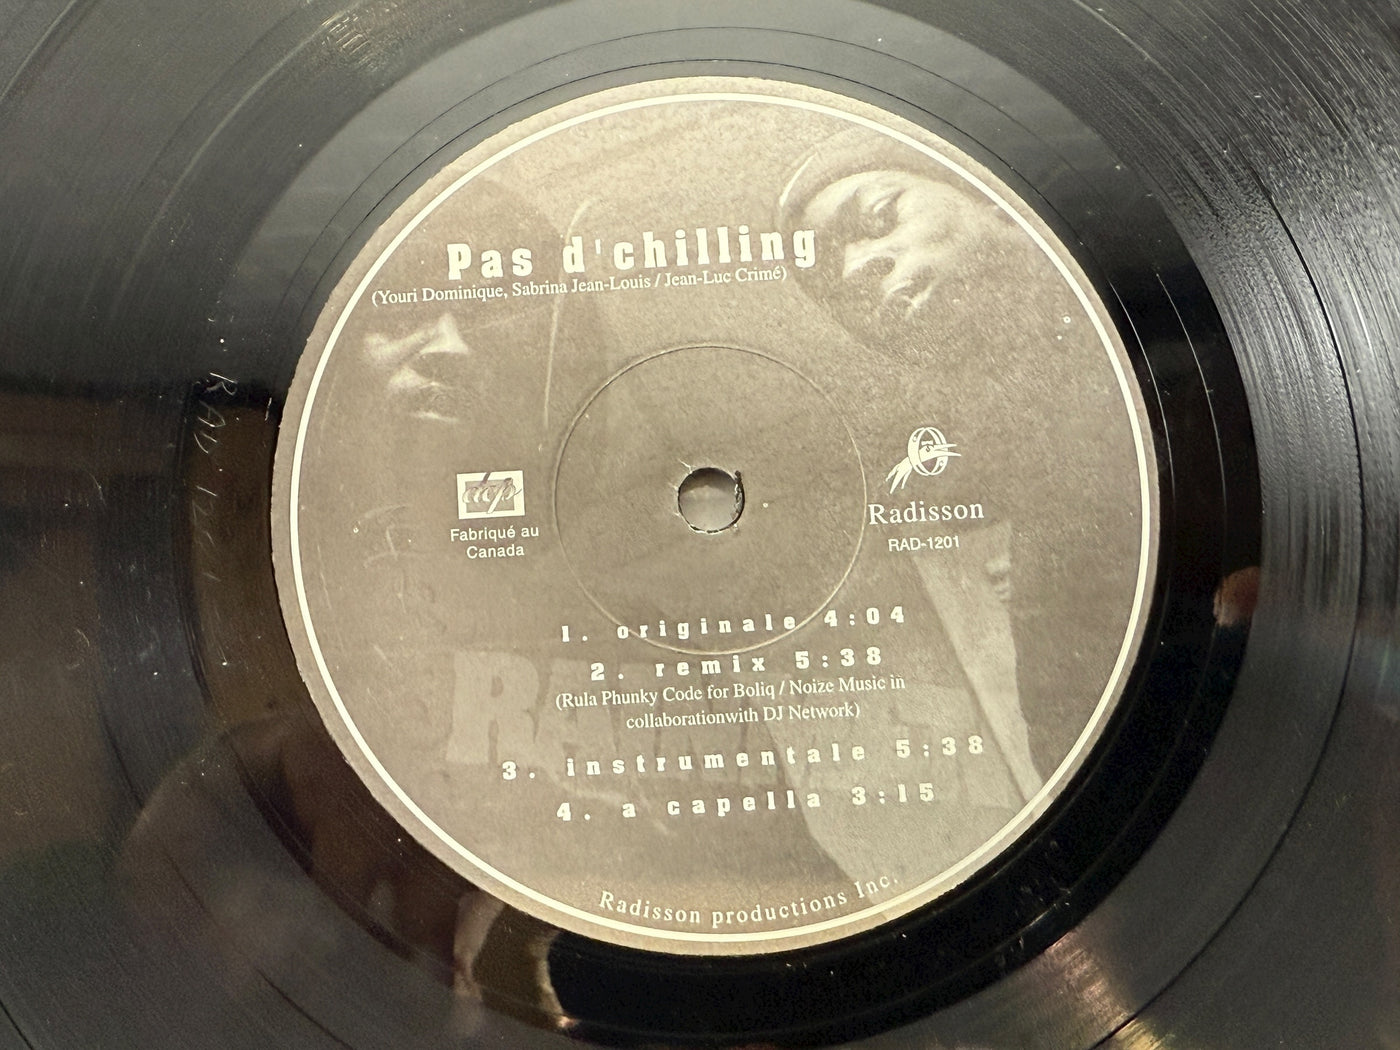 Pas d'chilling
(Youri Dominique, Sabrina Jean-Louis / Jean-Luc Crimé)
dep
Fabriqué au
Canada
Radisson
RAD-1201
1. originale 4:04
2. remix 5:38
(Rula Phunky Code for Boliq / Noize Music in
collaborationwith DJ Network)
3. instrumentale 5:38
4. a capella 3:15
Radisson productions Inc.